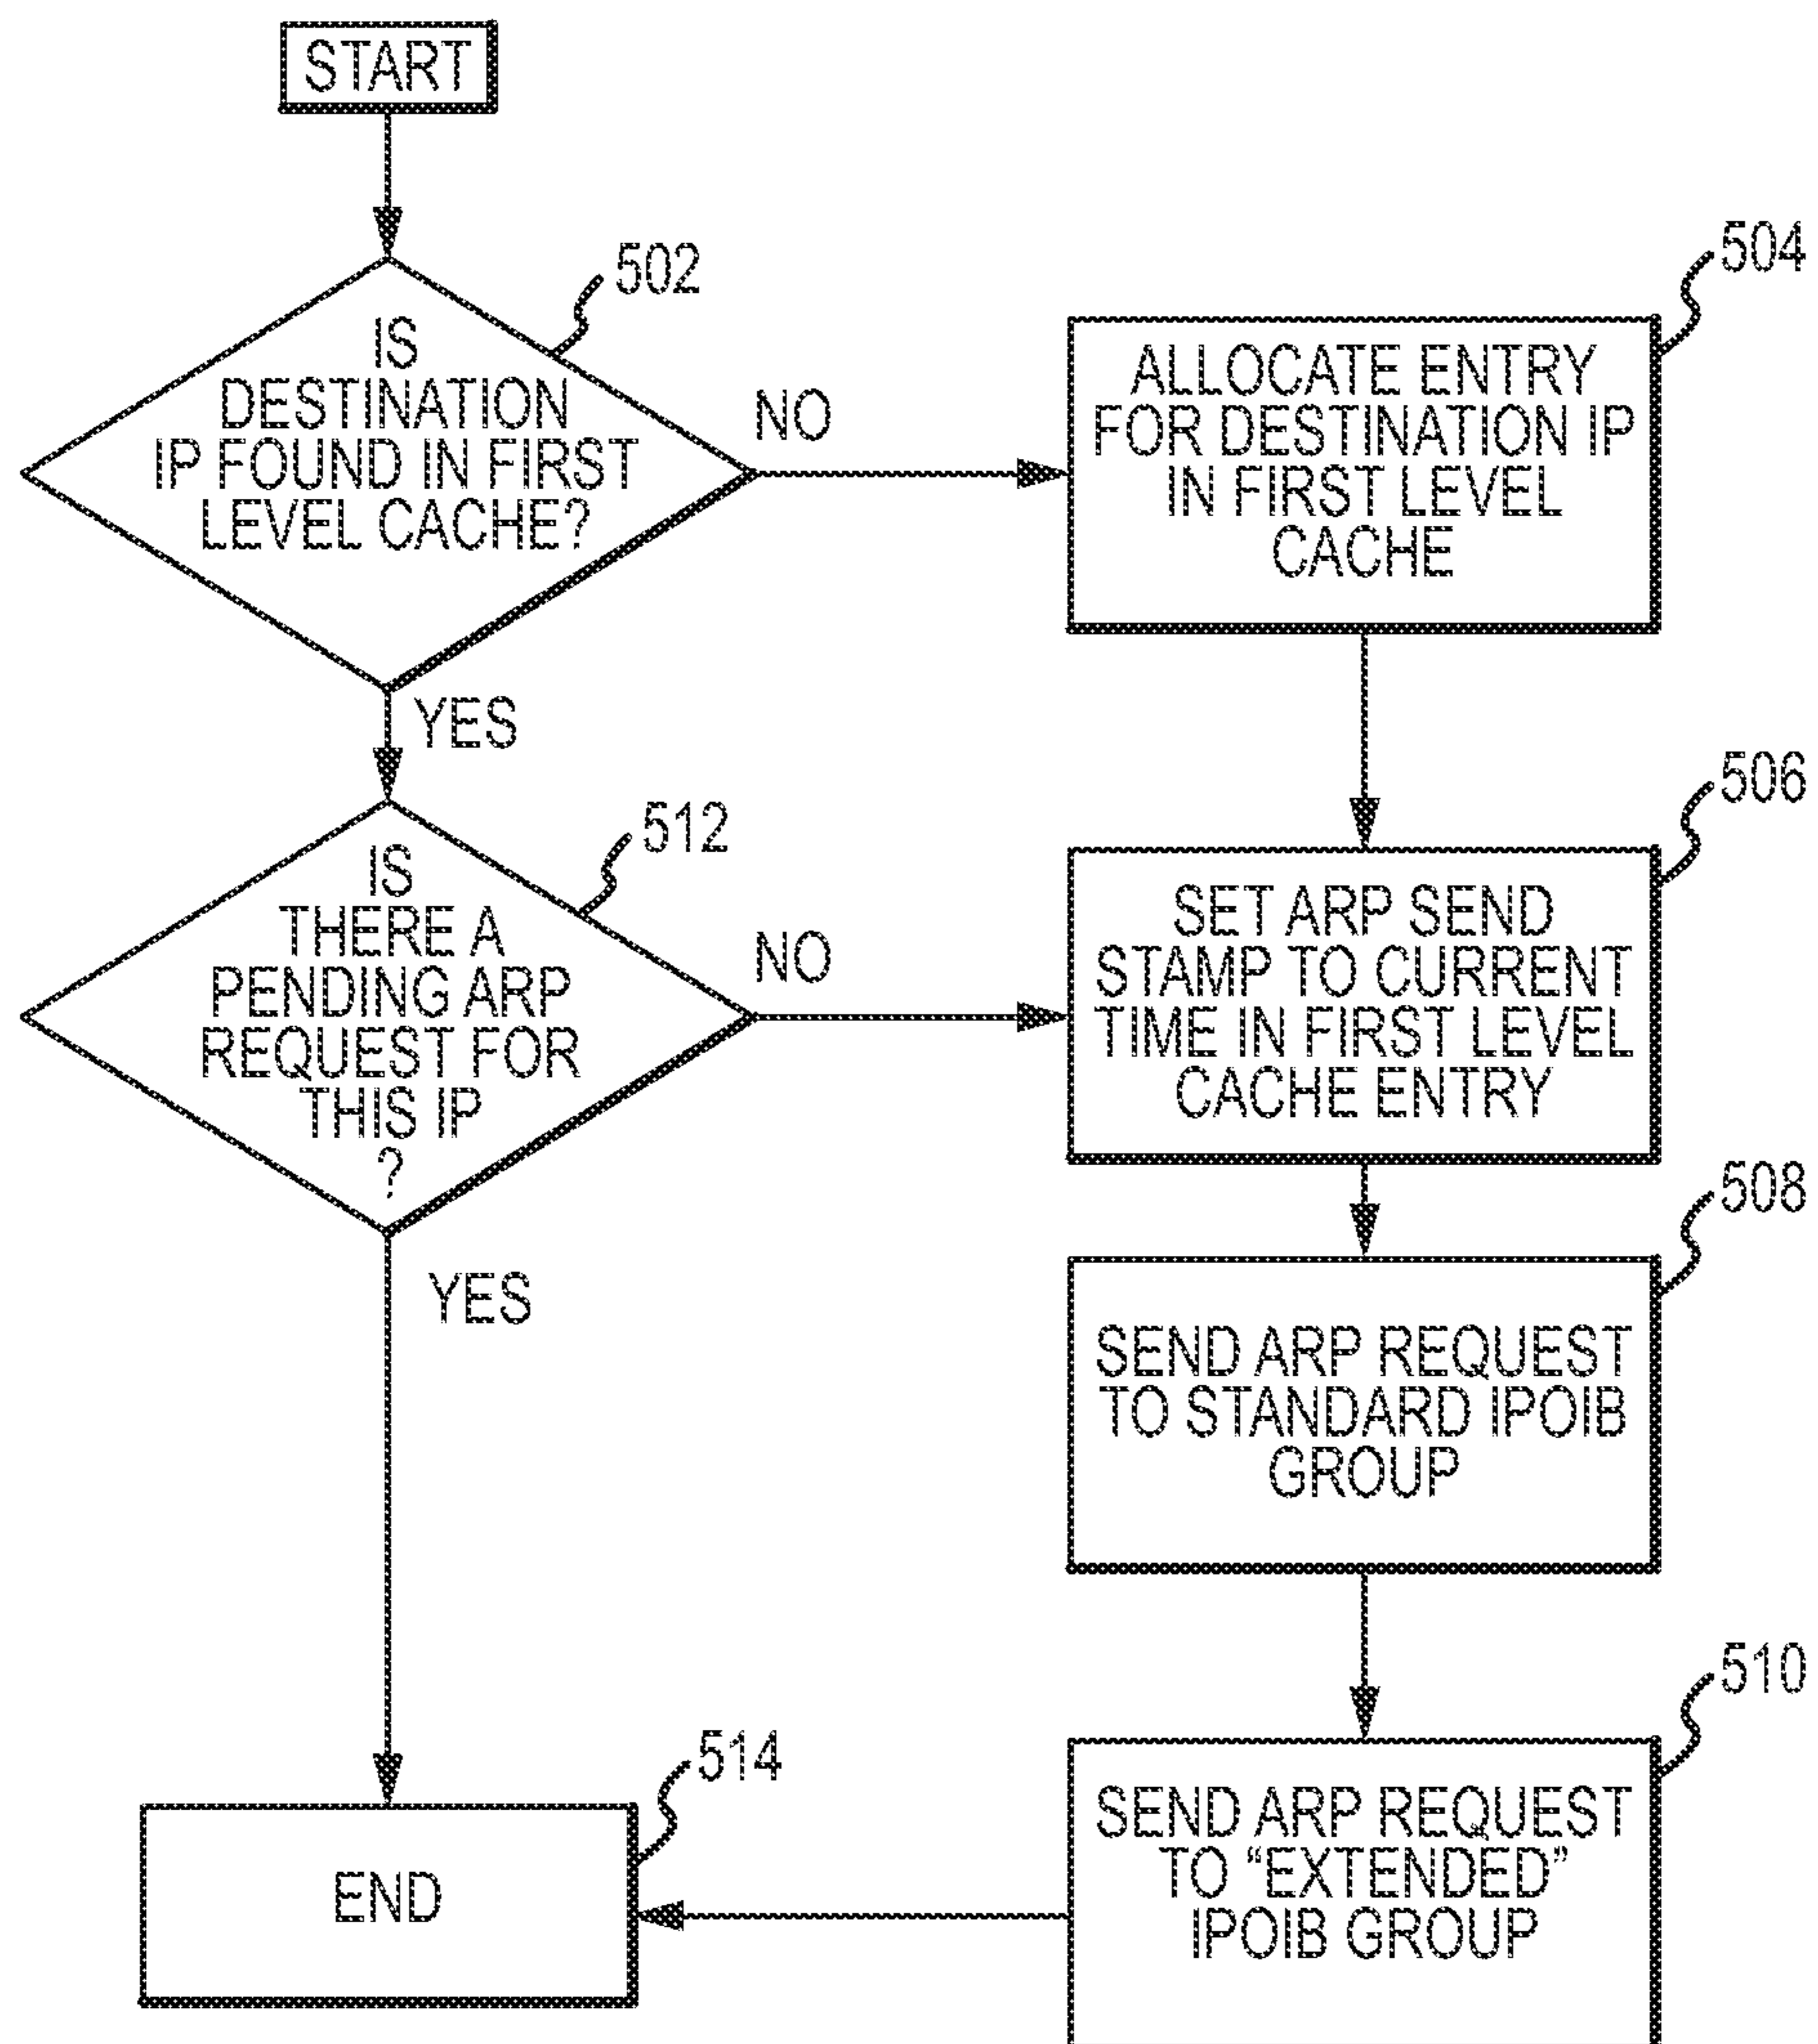 START
502
IS
DESTINATION
IP FOUND IN FIRST
LEVEL CACHE?
NO
504
ALLOCATE ENTRY
FOR DESTINATION IP
IN FIRST LEVEL
CACHE
YES
512
IS
THERE A
PENDING ARP
REQUEST FOR
THIS IP
?
NO
506
SET ARP SEND
STAMP TO CURRENT
TIME IN FIRST LEVEL
CACHE ENTRY
YES
508
SEND ARP REQUEST
TO STANDARD IPOIB
GROUP
510
SEND ARP REQUEST
TO “EXTENDED”
IPOIB GROUP
514
END